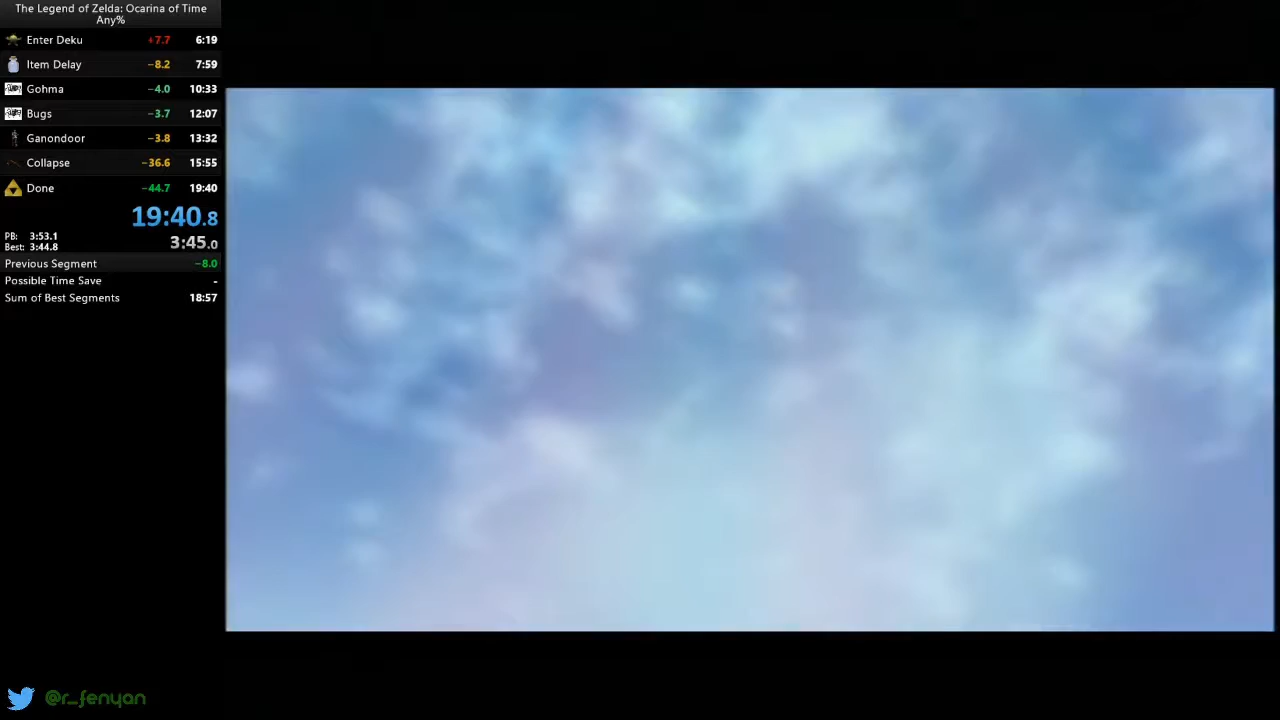 The Legend of Zelda: Ocarina of Time
Any%
Enter Deku +7.7 6:19
Item Delay −8.2 7:59
Gohma −4.0 10:33
Bugs −3.7 12:07
Ganondoor −3.8 13:32
Collapse −36.6 15:55
Done −44.7 19:40
19:40.8
PB: 3:53.1
Best: 3:44.8
3:45.0
Previous Segment −8.0
Possible Time Save -
Sum of Best Segments 18:57
@r_fenyan